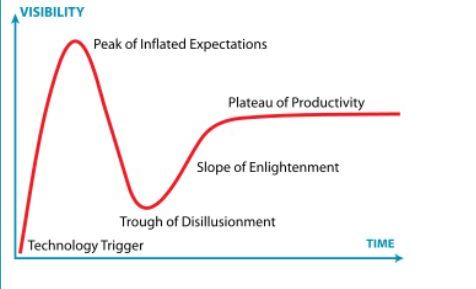 VISIBILITY
Peak of Inflated Expectations
Plateau of Productivity
Slope of Enlightenment
Trough of Disillusionment
Technology Trigger
TIME